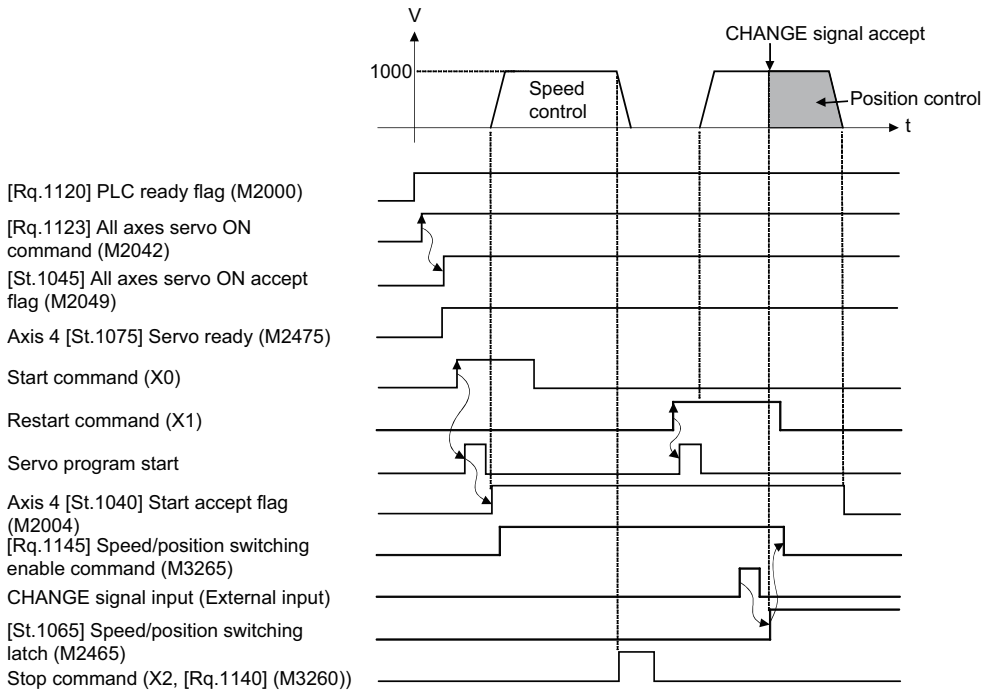 V
CHANGE signal accept
1000
Speed
control
Position control
t
[Rq.1120] PLC ready flag (M2000)
[Rq.1123] All axes servo ON
command (M2042)
[St.1045] All axes servo ON accept
flag (M2049)
Axis 4 [St.1075] Servo ready (M2475)
Start command (X0)
Restart command (X1)
Servo program start
Axis 4 [St.1040] Start accept flag
(M2004)
[Rq.1145] Speed/position switching
enable command (M3265)
CHANGE signal input (External input)
[St.1065] Speed/position switching
latch (M2465)
Stop command (X2, [Rq.1140] (M3260))